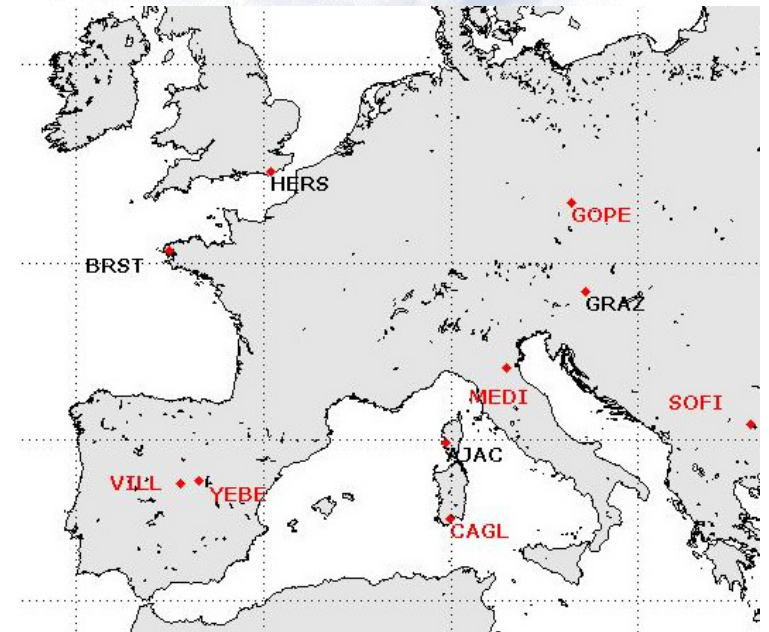 HERS
GOPE
BRST
GRAZ
MEDI
SOFI
AJAC
VILL
YEBE
CAGL